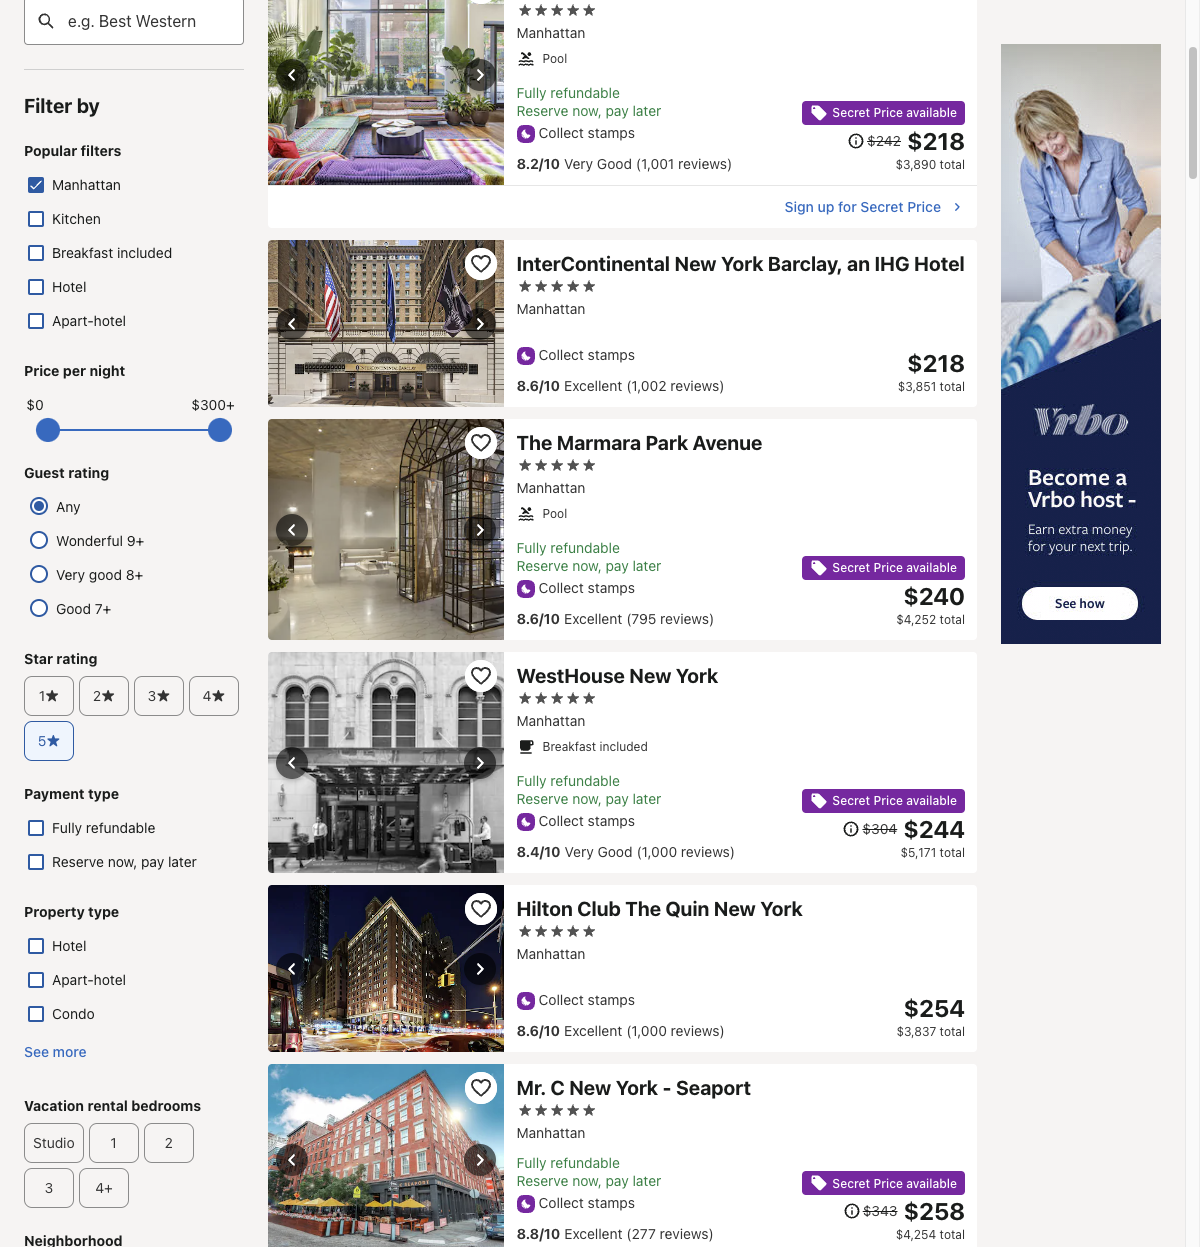 e.g. Best Western
Filter by
Popular filters
Manhattan
Kitchen
Breakfast included
Hotel
Apart-hotel
Price per night
$0 $300+
Guest rating
Any
Wonderful 9+
Very good 8+
Good 7+
Star rating
1★ 2★ 3★ 4★
5★
Payment type
Fully refundable
Reserve now, pay later
Property type
Hotel
Apart-hotel
Condo
See more
Vacation rental bedrooms
Studio 1 2
3 4+
Neighborhood
Manhattan
Pool
Fully refundable
Reserve now, pay later
Collect stamps
8.2/10 Very Good (1,001 reviews)
Secret Price available
$242 $218
$3,890 total
Sign up for Secret Price
InterContinental New York Barclay, an IHG Hotel
Manhattan
Collect stamps
8.6/10 Excellent (1,002 reviews)
$218
$3,851 total
INTERCONTINENTAL BARCLAY
The Marmara Park Avenue
Manhattan
Pool
Fully refundable
Reserve now, pay later
Collect stamps
8.6/10 Excellent (795 reviews)
Secret Price available
$240
$4,252 total
WestHouse New York
Manhattan
Breakfast included
Fully refundable
Reserve now, pay later
Collect stamps
8.4/10 Very Good (1,000 reviews)
Secret Price available
$304 $244
$5,171 total
Hilton Club The Quin New York
Manhattan
Collect stamps
8.6/10 Excellent (1,000 reviews)
$254
$3,837 total
Mr. C New York - Seaport
Manhattan
Fully refundable
Reserve now, pay later
Collect stamps
8.8/10 Excellent (277 reviews)
Secret Price available
$343 $258
$4,254 total
Vrbo
Become a
Vrbo host -
Earn extra money
for your next trip.
See how